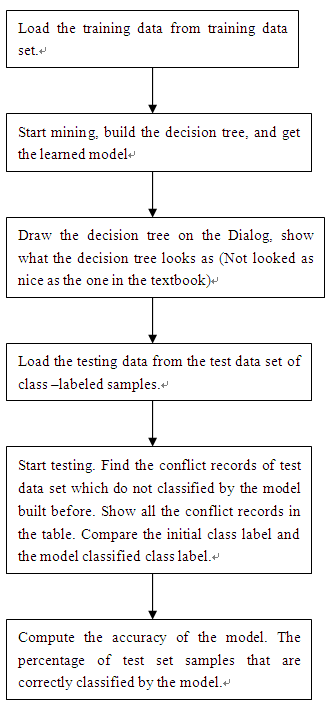 Load the training data from training data
set.↵
Start mining, build the decision tree, and get
the learned model↵
Draw the decision tree on the Dialog, show
what the decision tree looks as (Not looked as
nice as the one in the textbook)↵
Load the testing data from the test data set of
class –labeled samples.↵
Start testing. Find the conflict records of test
data set which do not classified by the model
built before. Show all the conflict records in
the table. Compare the initial class label and
the model classified class label.↵
Compute the accuracy of the model. The
percentage of test set samples that are
correctly classified by the model.↵